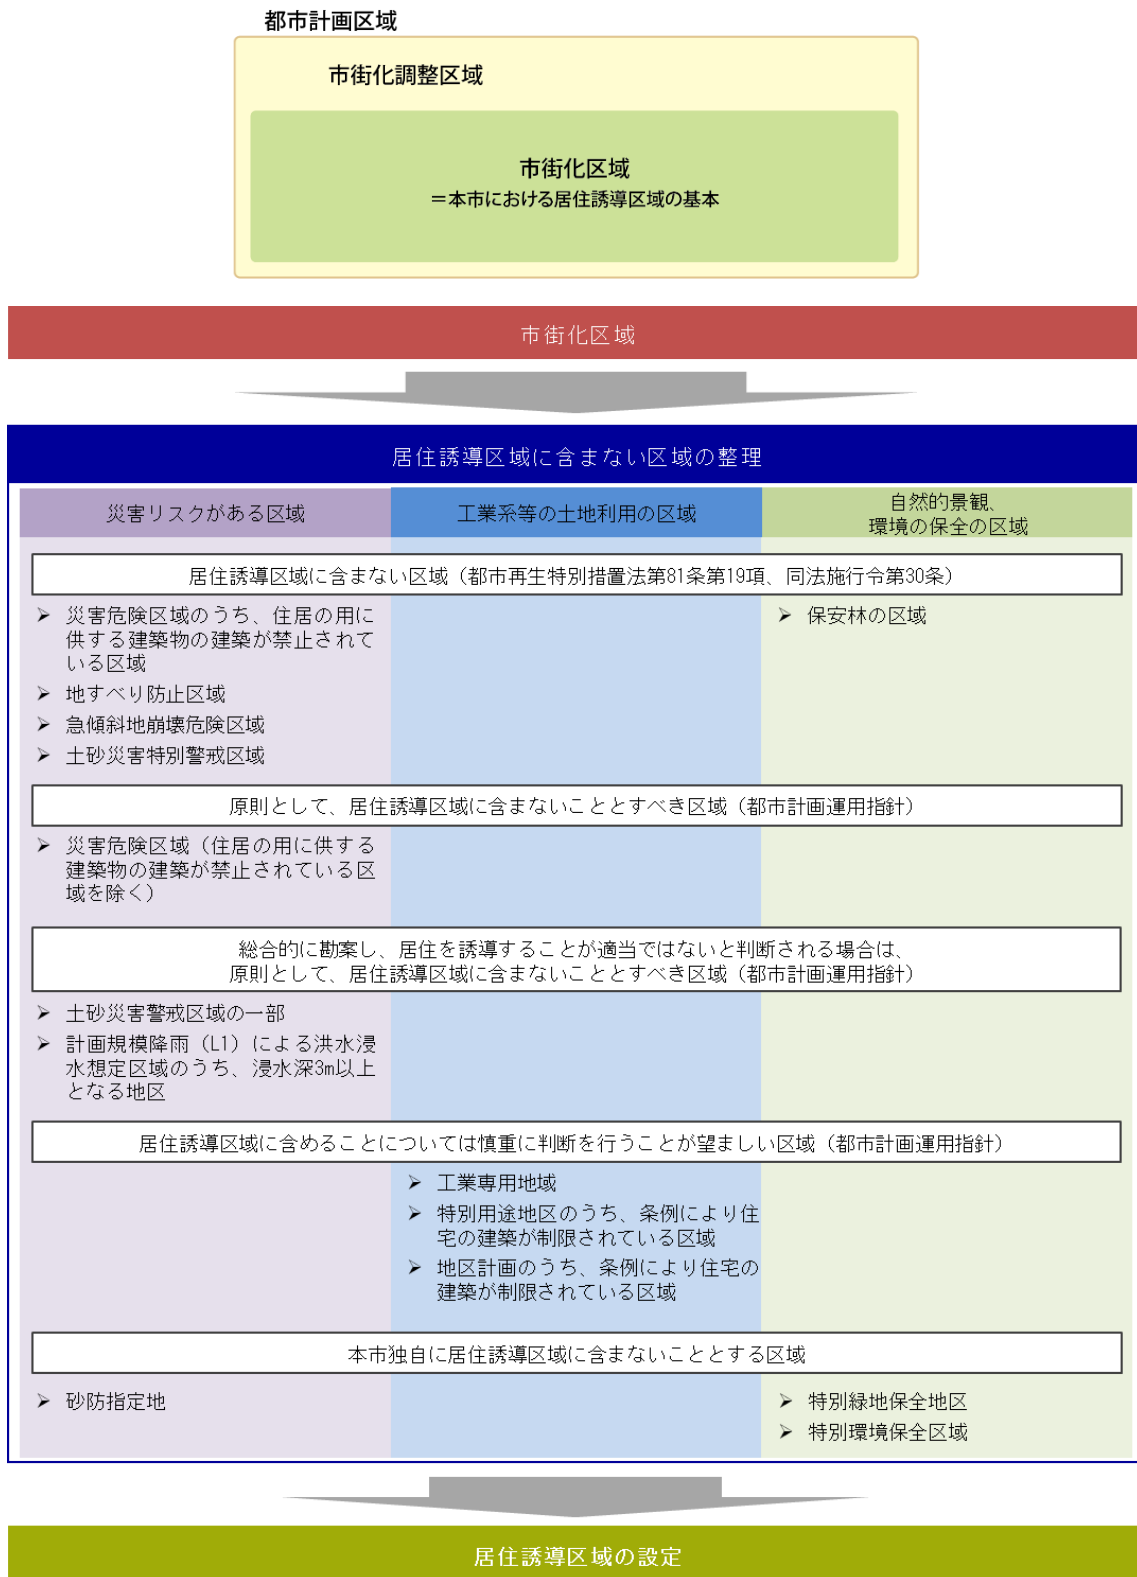 都市計画区域
市街化調整区域
市街化区域
＝本市における居住誘導区域の基本
市街化区域
居住誘導区域に含まない区域の整理
災害リスクがある区域
工業系等の土地利用の区域
自然的景観、
環境の保全の区域
居住誘導区域に含まない区域（都市再生特別措置法第81条第19項、同法施行令第30条）
➢ 災害危険区域のうち、住居の用に
供する建築物の建築が禁止されて
いる区域
➢ 地すべり防止区域
➢ 急傾斜地崩壊危険区域
➢ 土砂災害特別警戒区域
➢ 保安林の区域
原則として、居住誘導区域に含まないこととすべき区域（都市計画運用指針）
➢ 災害危険区域（住居の用に供する
建築物の建築が禁止されている区
域を除く）
総合的に勘案し、居住を誘導することが適当ではないと判断される場合は、
原則として、居住誘導区域に含まないこととすべき区域（都市計画運用指針）
➢ 土砂災害警戒区域の一部
➢ 計画規模降雨（L1）による洪水浸
水想定区域のうち、浸水深3m以上
となる地区
居住誘導区域に含めることについては慎重に判断を行うことが望ましい区域（都市計画運用指針）
➢ 工業専用地域
➢ 特別用途地区のうち、条例により住
宅の建築が制限されている区域
➢ 地区計画のうち、条例により住宅の
建築が制限されている区域
本市独自に居住誘導区域に含まないこととする区域
➢ 砂防指定地
➢ 特別緑地保全地区
➢ 特別環境保全区域
居住誘導区域の設定